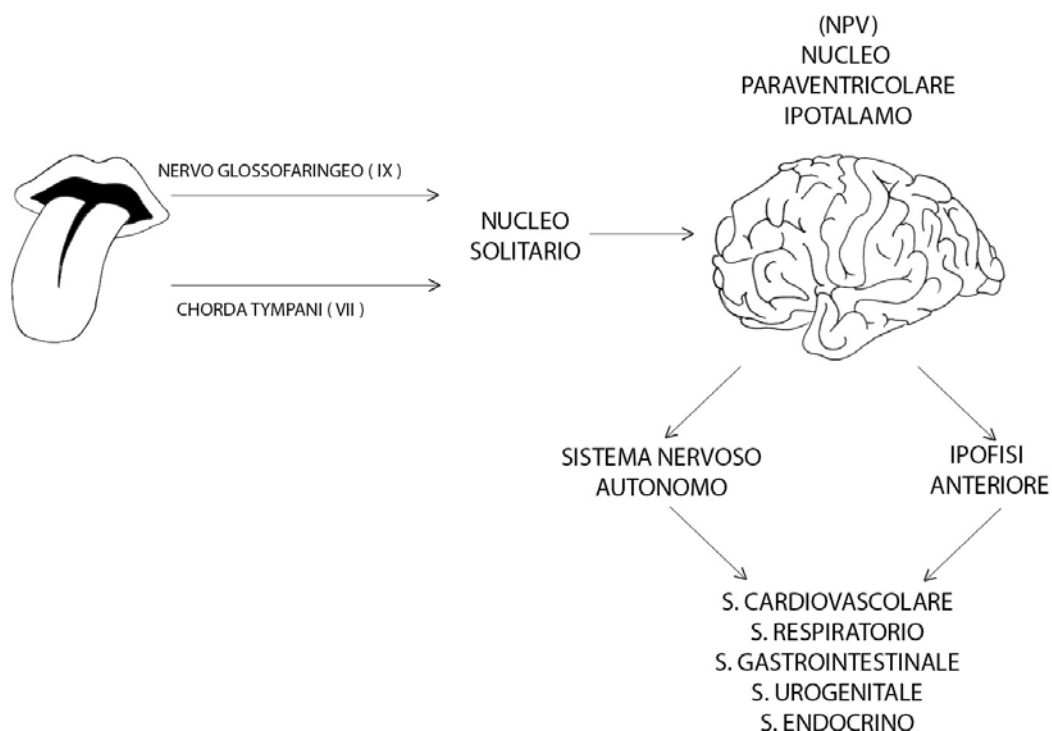 (NPV)
NUCLEO
PARAVENTRICOLARE
IPOTALAMO
NERVO GLOSSOFARINGEO ( IX )
NUCLEO
SOLITARIO
CHORDA TYMPANI ( VII )
SISTEMA NERVOSO
AUTONOMO
IPOFISI
ANTERIORE
S. CARDIOVASCOLARE
S. RESPIRATORIO
S. GASTROINTESTINALE
S. UROGENITALE
S. ENDOCRINO